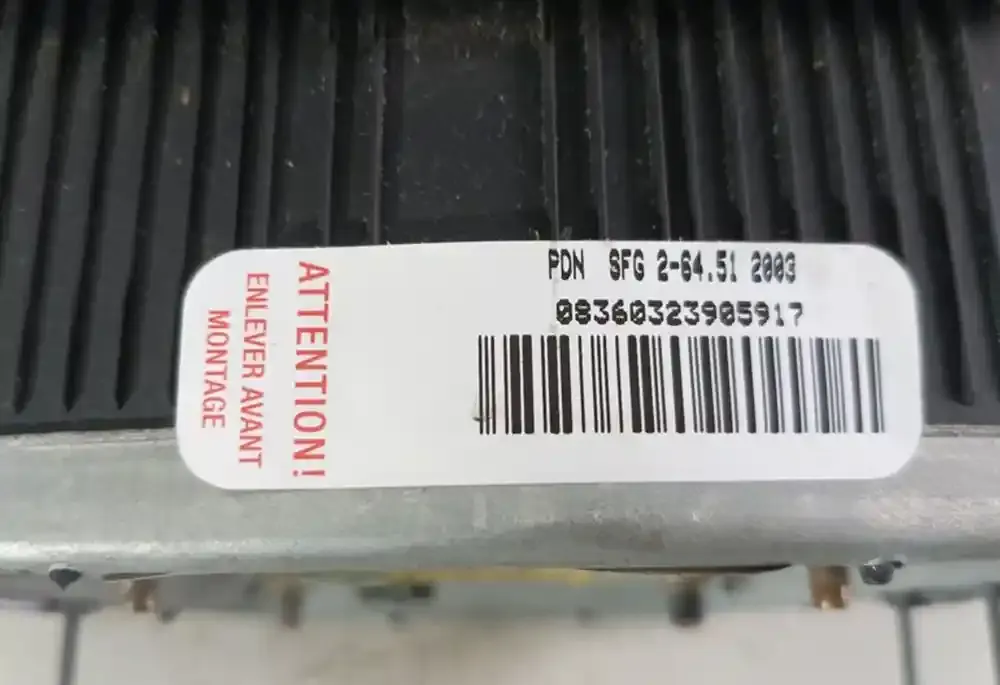 PDN SFG 2-64.51 2003
08360323905917
ATTENTION!
ENLEVER AVANT
MONTAGE